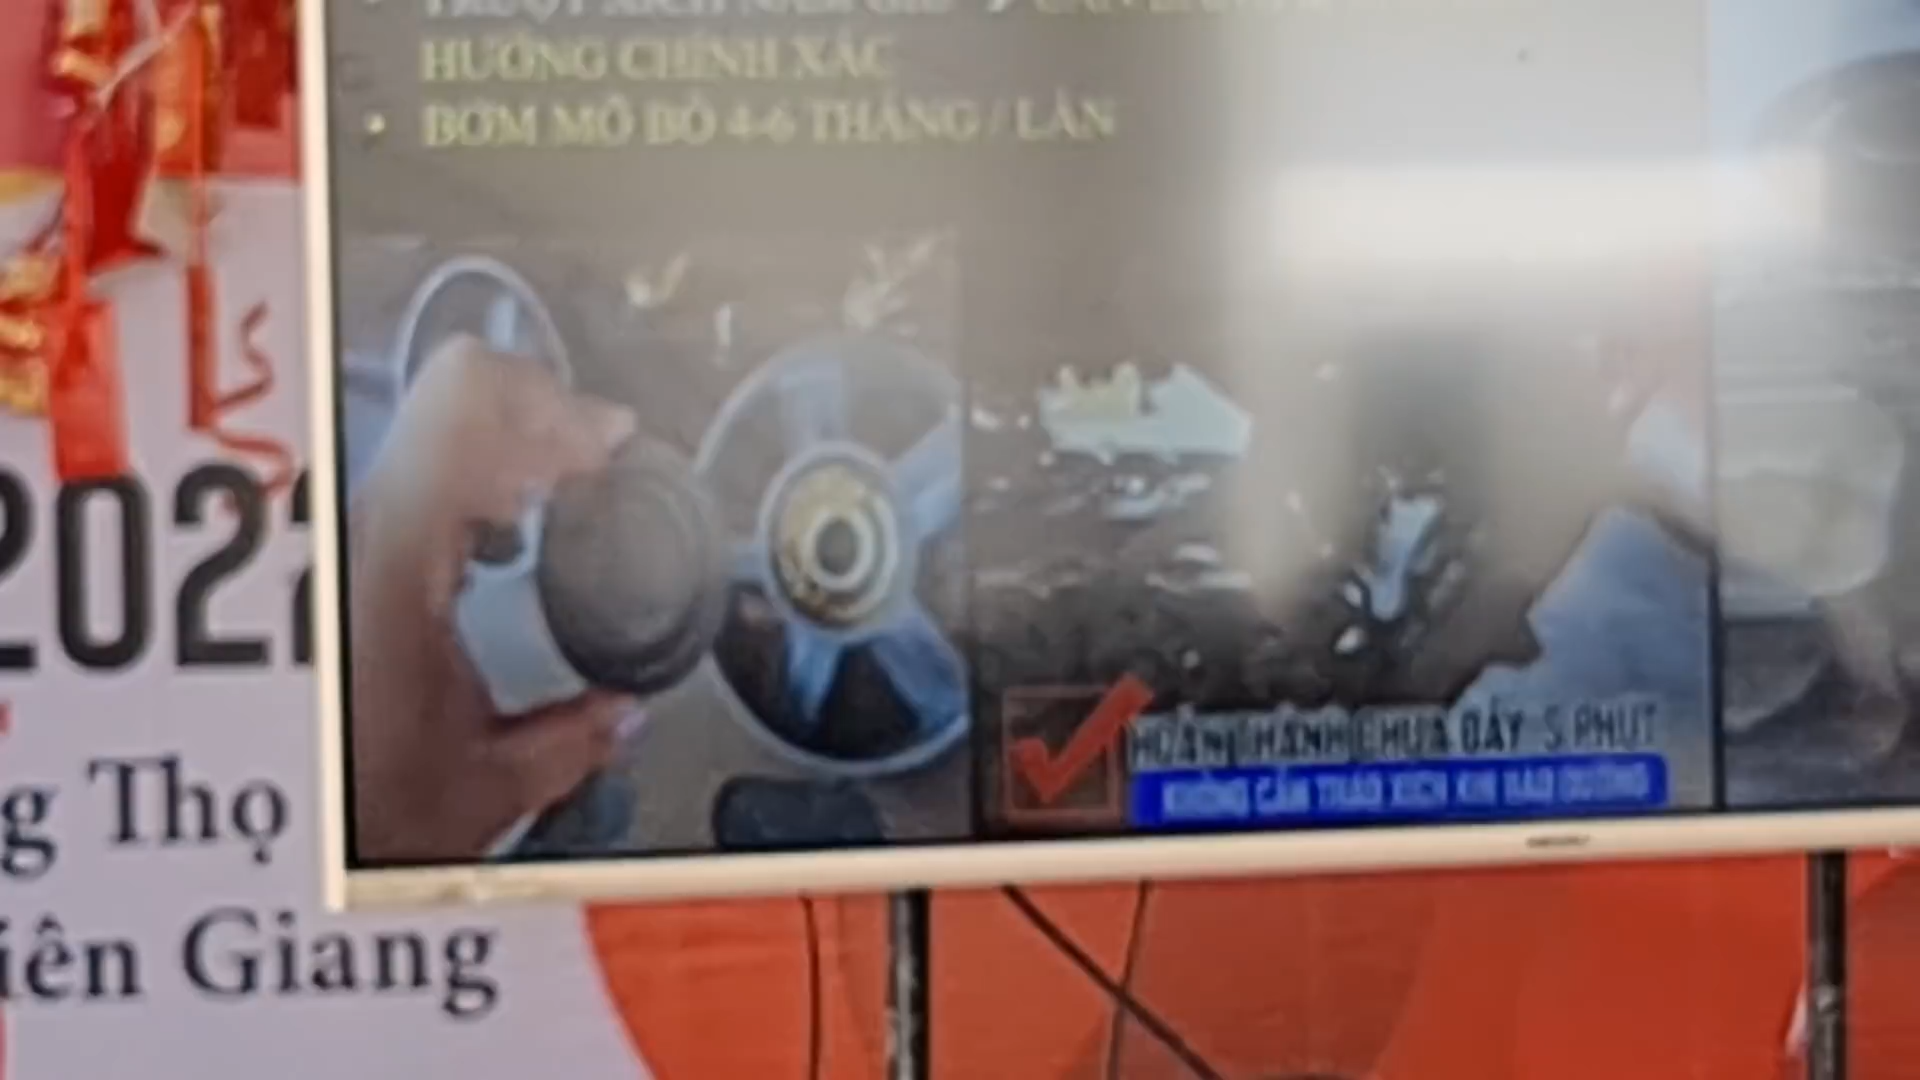 HƯỚNG CHÍNH XÁC
• BƠM MỠ BÒ 4-6 THÁNG / LẦN
HOÀN THÀNH CHƯA ĐẦY 5 PHÚT
KHÔNG CẦN THÁO XÍCH KHI BẢO DƯỠNG
202
g Thọ
iên Giang